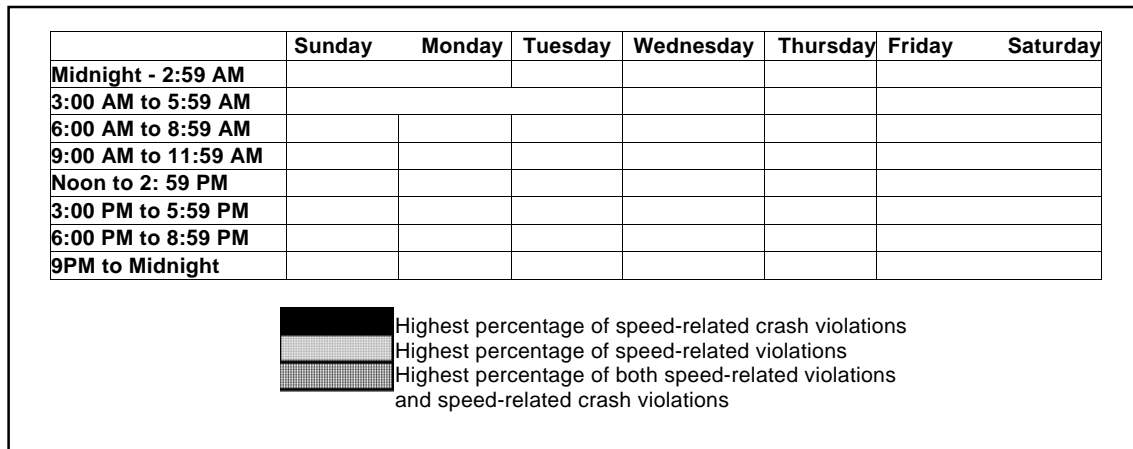 Sunday Monday Tuesday Wednesday Thursday Friday Saturday
Midnight - 2:59 AM
3:00 AM to 5:59 AM
6:00 AM to 8:59 AM
9:00 AM to 11:59 AM
Noon to 2: 59 PM
3:00 PM to 5:59 PM
6:00 PM to 8:59 PM
9PM to Midnight
Highest percentage of speed-related crash violations
Highest percentage of speed-related violations
Highest percentage of both speed-related violations
and speed-related crash violations